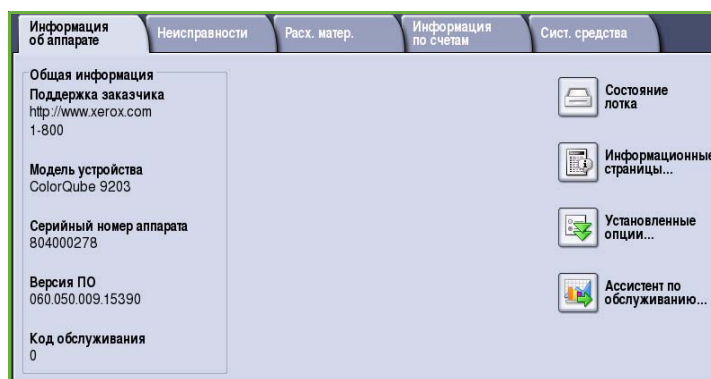 Информация
об аппарате
Неисправности
Расх. матер.
Информация
по счетам
Сист. средства
Общая информация
Поддержка заказчика
http://www.xerox.com
1-800
Модель устройства
ColorQube 9203
Серийный номер аппарата
804000278
Версия ПО
060.050.009.15390
Код обслуживания
0
Состояние
лотка
Информационные
страницы...
Установленные
опции...
Ассистент по
обслуживанию...